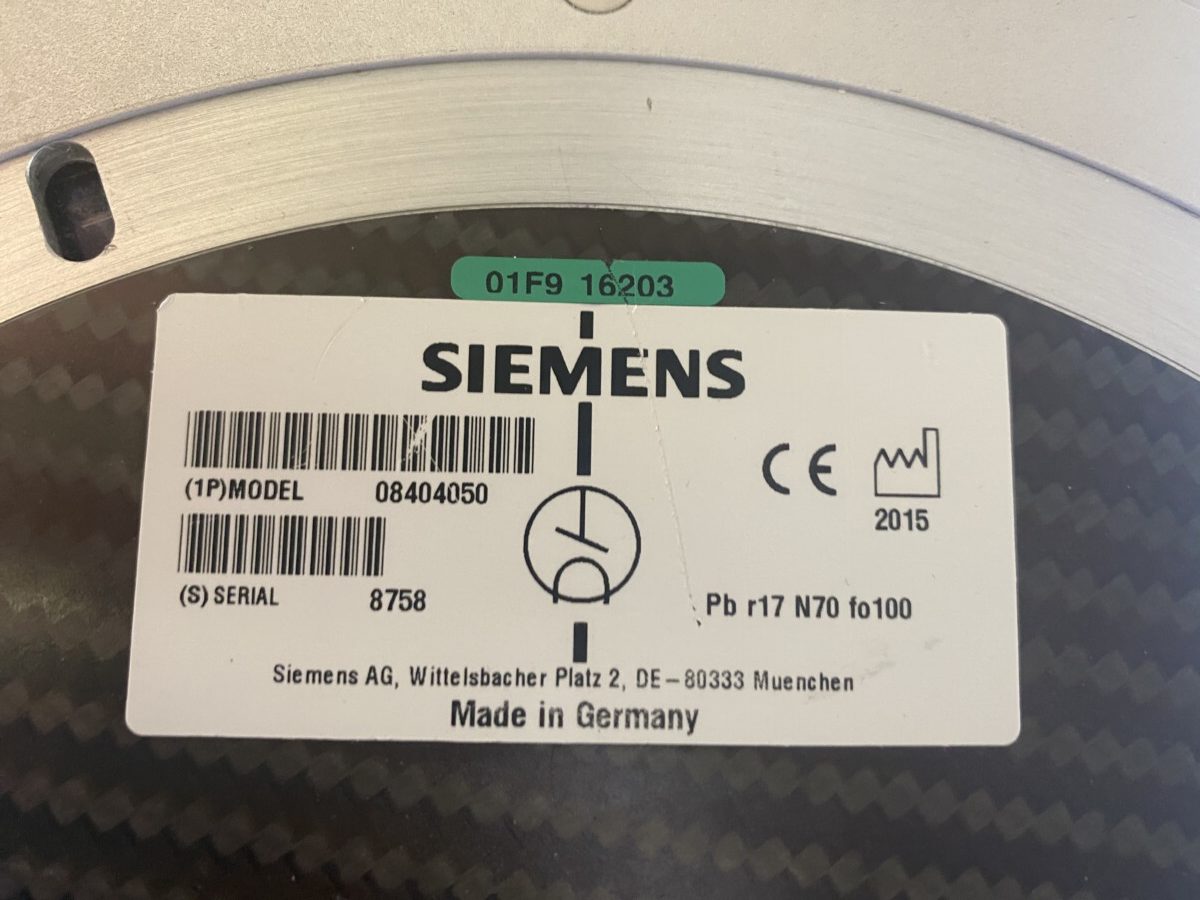 01F9 16203
SIEMENS
(1P)MODEL 08404050
CE
2015
(S) SERIAL 8758
Pb r17 N70 fo100
Siemens AG, Wittelsbacher Platz 2, DE-80333 Muenchen
Made in Germany